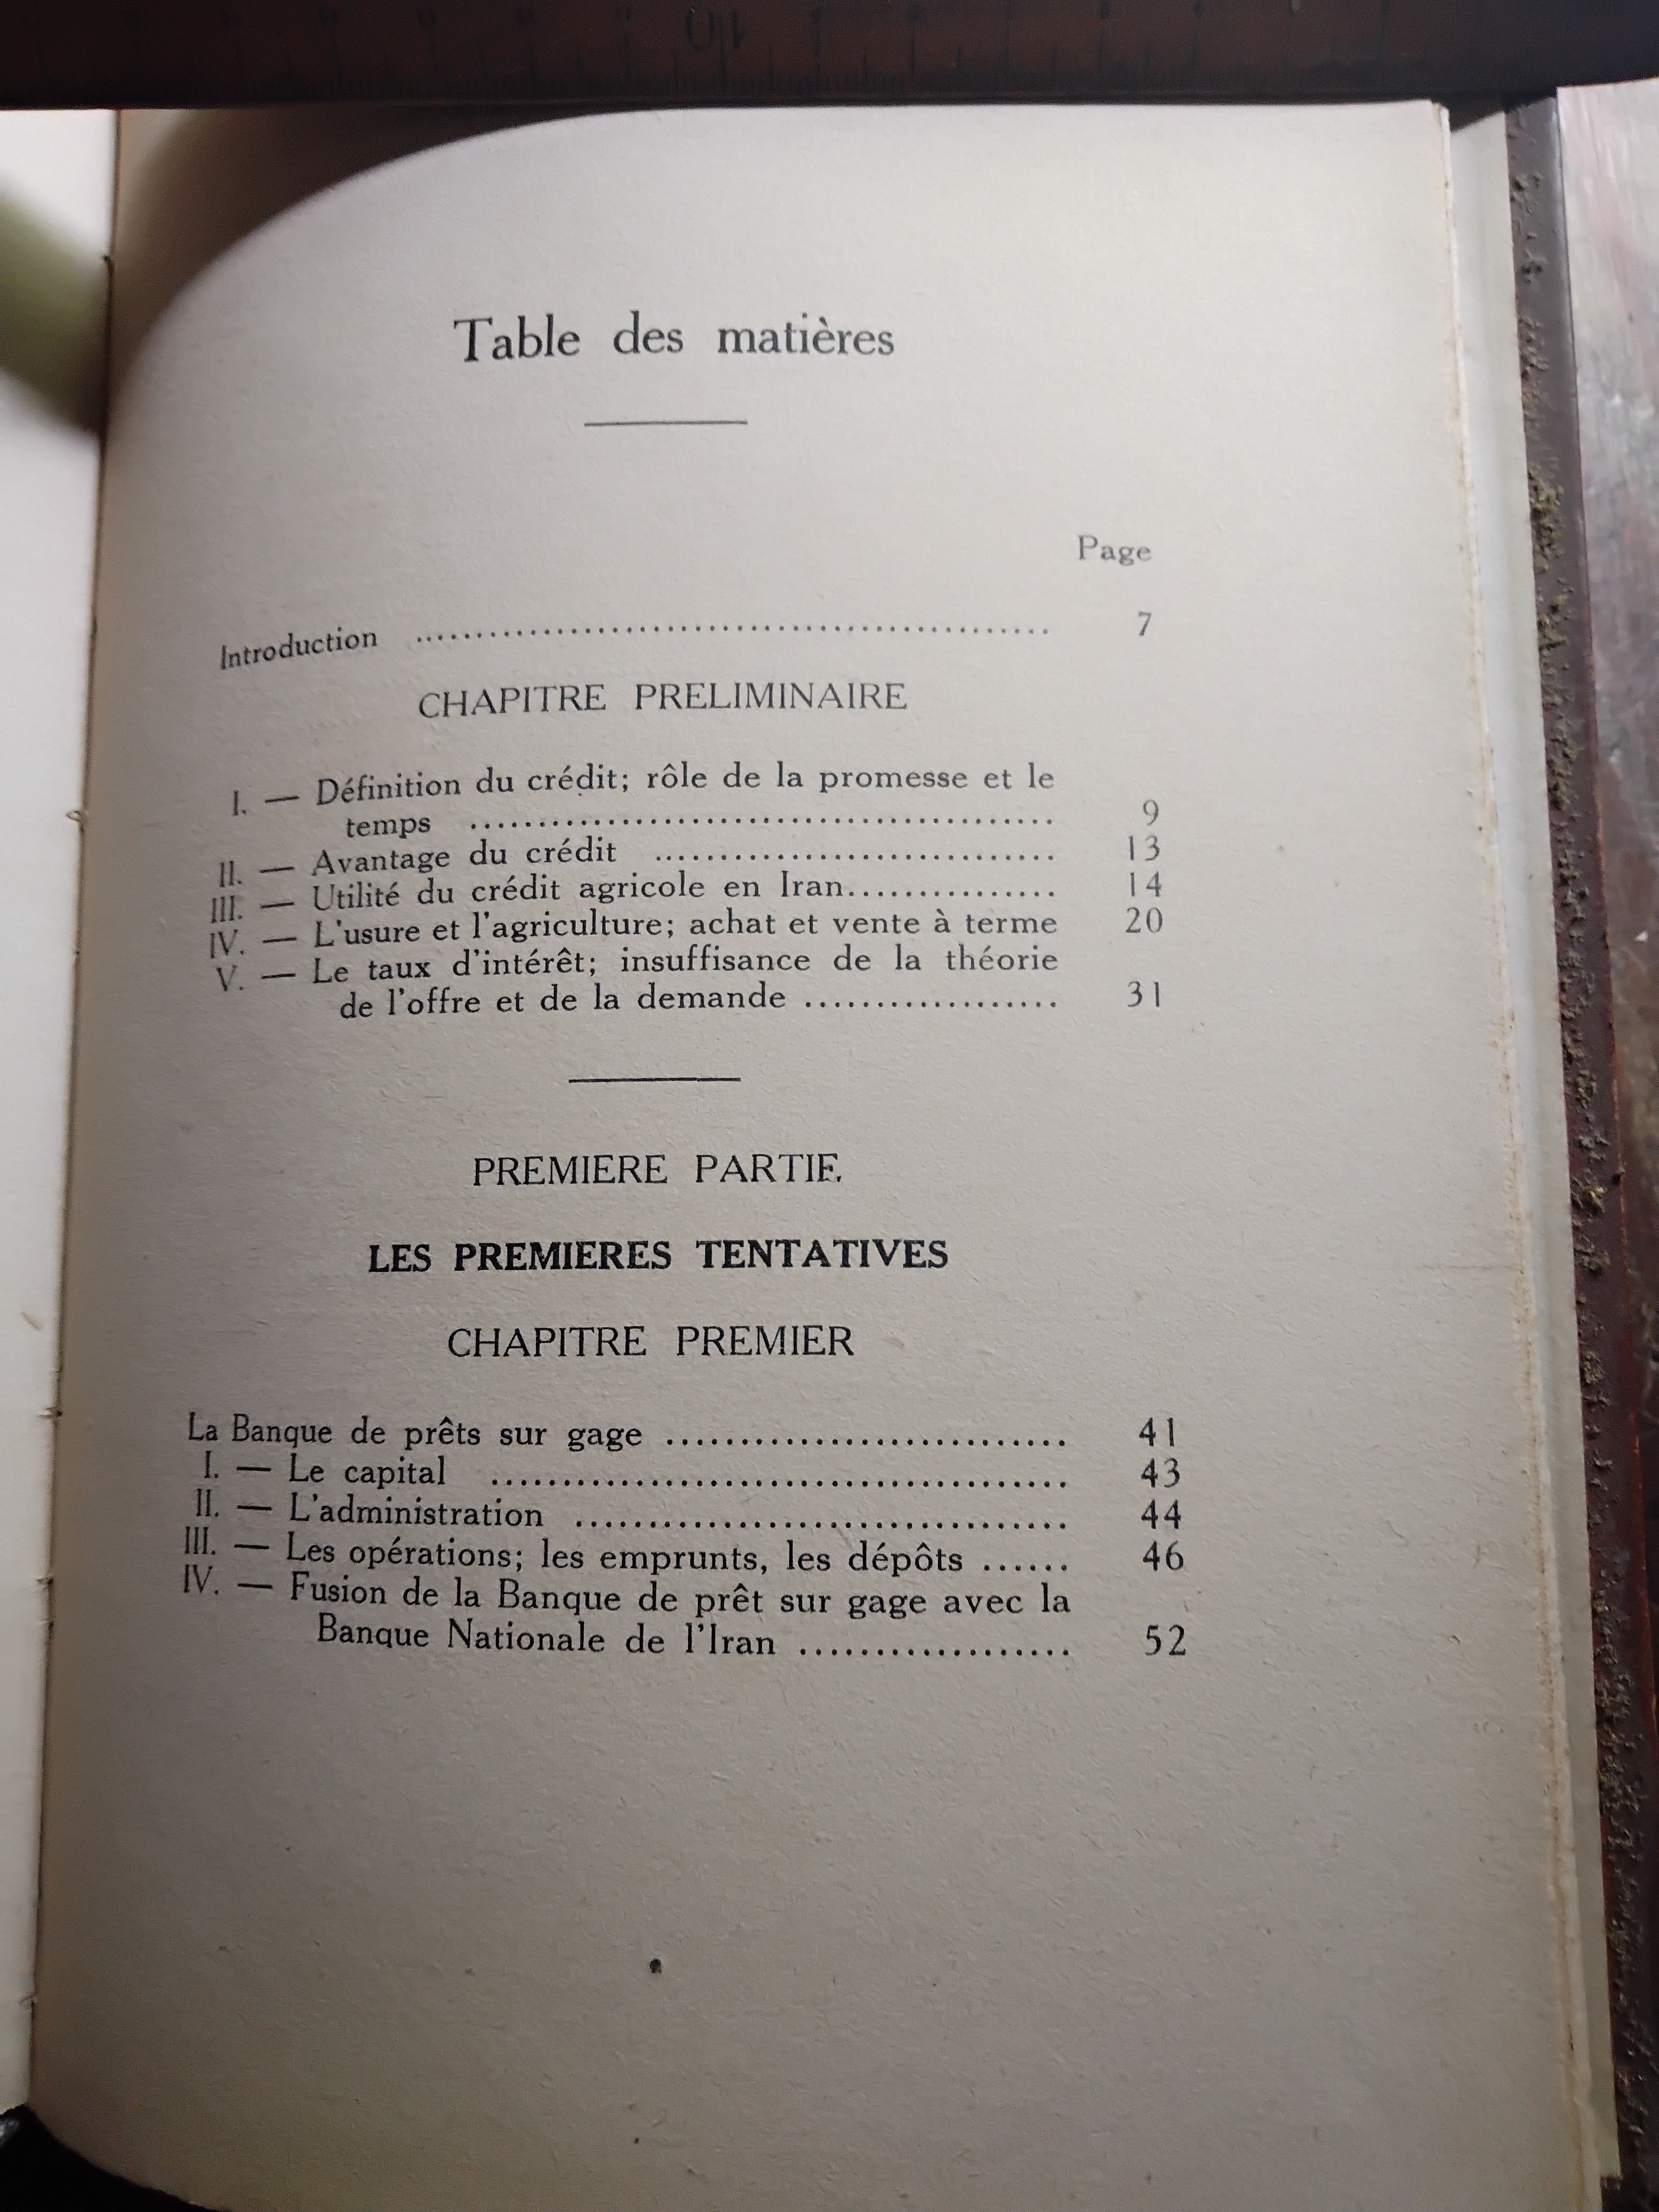 Table des matières
Page
Introduction ........................................ 7
CHAPITRE PRELIMINAIRE
I. — Définition du crédit; rôle de la promesse et le
temps ........................................ 9
II. — Avantage du crédit .............................. 13
III. — Utilité du crédit agricole en Iran................ 14
IV. — L'usure et l'agriculture; achat et vente à terme 20
V. — Le taux d'intérêt; insuffisance de la théorie
de l'offre et de la demande .................. 31
PREMIERE PARTIE
LES PREMIERES TENTATIVES
CHAPITRE PREMIER
La Banque de prêts sur gage ............................ 41
I. — Le capital ........................................ 43
II. — L'administration .................................. 44
III. — Les opérations; les emprunts, les dépôts ...... 46
IV. — Fusion de la Banque de prêt sur gage avec la
Banque Nationale de l'Iran ................... 52